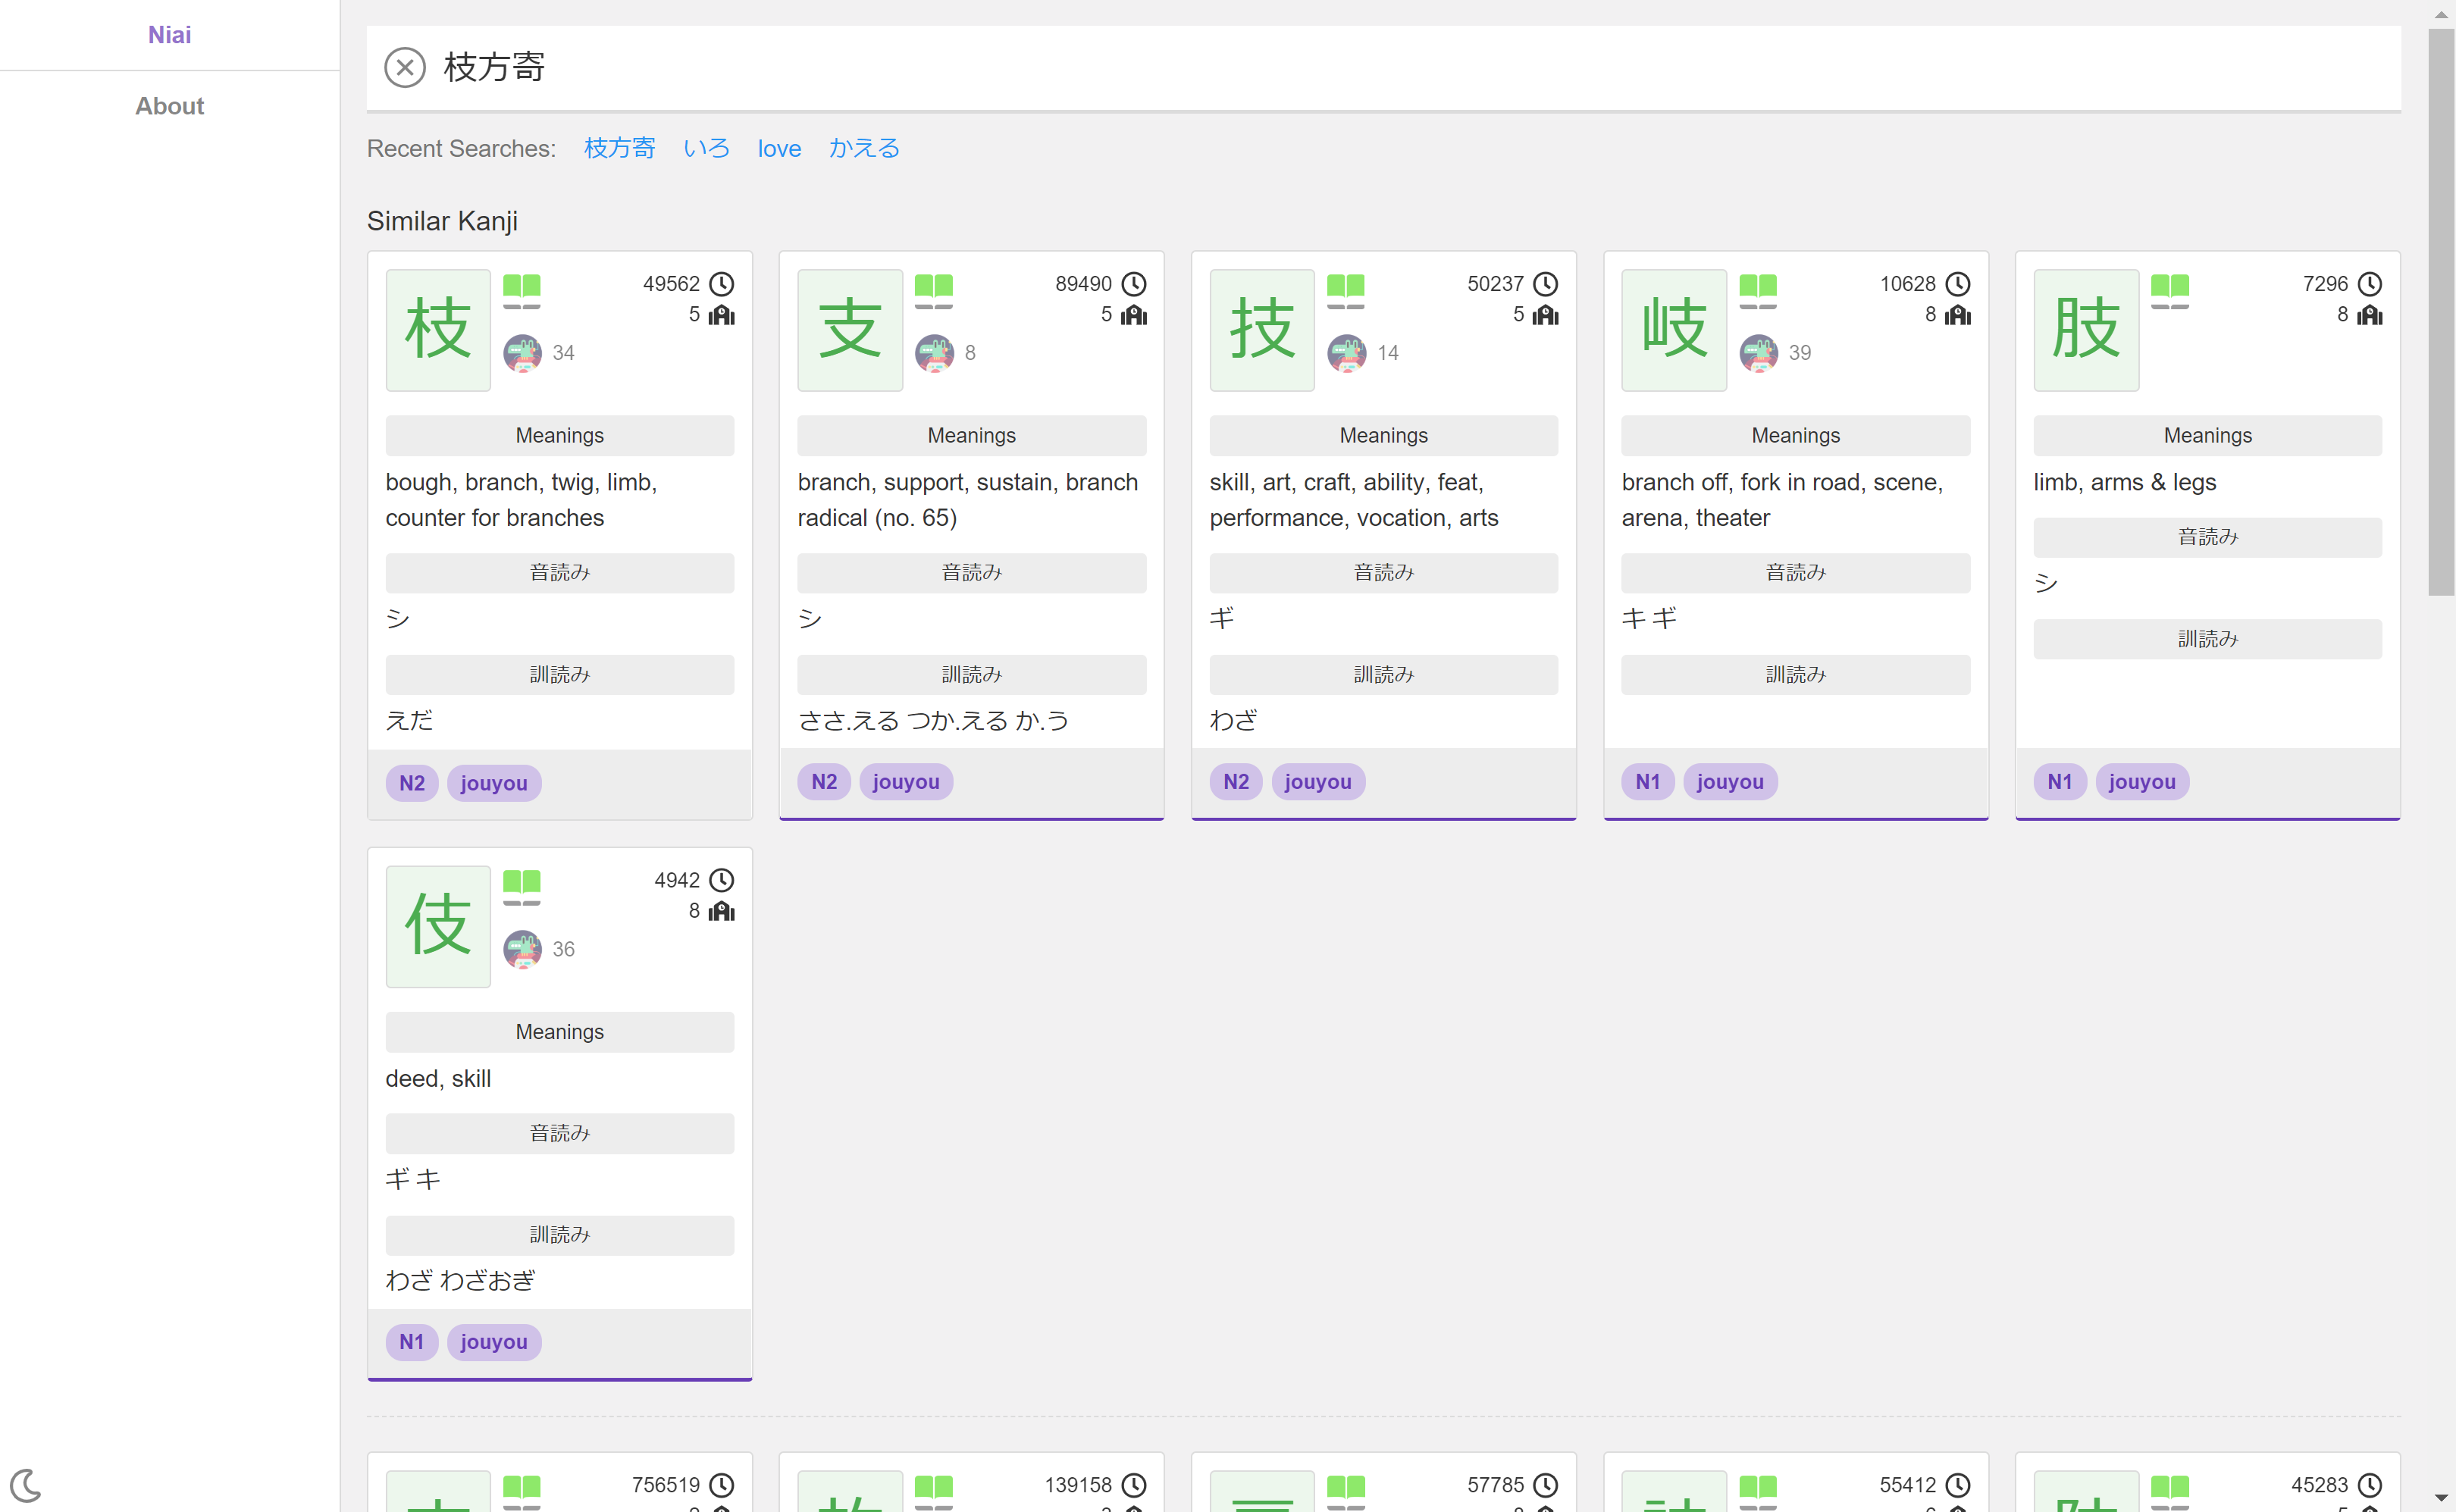 Niai
About
枝方寄
Recent Searches: 枝方寄 いろ love かえる
Similar Kanji
枝
49562
5
34
Meanings
bough, branch, twig, limb,
counter for branches
音読み
シ
訓読み
えだ
N2 jouyou
支
89490
5
8
Meanings
branch, support, sustain, branch
radical (no. 65)
音読み
シ
訓読み
ささ.える つか.える か.う
N2 jouyou
技
50237
5
14
Meanings
skill, art, craft, ability, feat,
performance, vocation, arts
音読み
ギ
訓読み
わざ
N2 jouyou
岐
10628
8
39
Meanings
branch off, fork in road, scene,
arena, theater
音読み
キ ギ
訓読み
N1 jouyou
肢
7296
8
Meanings
limb, arms & legs
音読み
シ
訓読み
N1 jouyou
伎
4942
8
36
Meanings
deed, skill
音読み
ギ キ
訓読み
わざ わざおぎ
N1 jouyou
756519
139158
57785
55412
45283